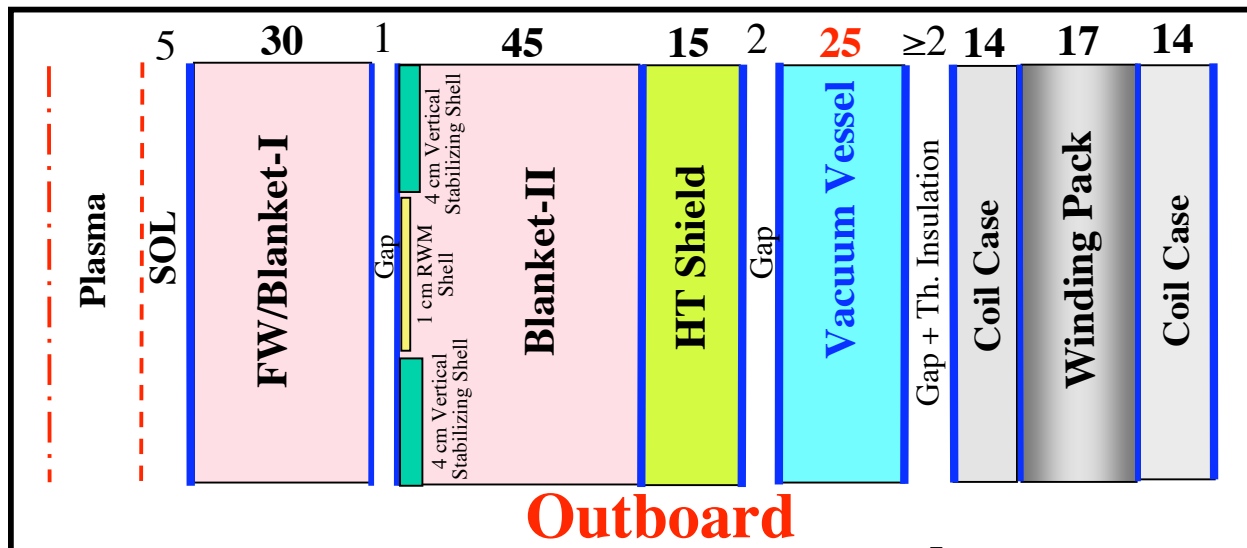 5 30 1 45 15 2 25 ≥2 14 17 14
Plasma
SOL
FW/Blanket-I
Gap
4 cm Vertical
Stabilizing Shell
1 cm RWM
Shell
4 cm Vertical
Stabilizing Shell
Blanket-II
HT Shield
Gap
Vacuum Vessel
Gap + Th. Insulation
Coil Case
Winding Pack
Coil Case
Outboard